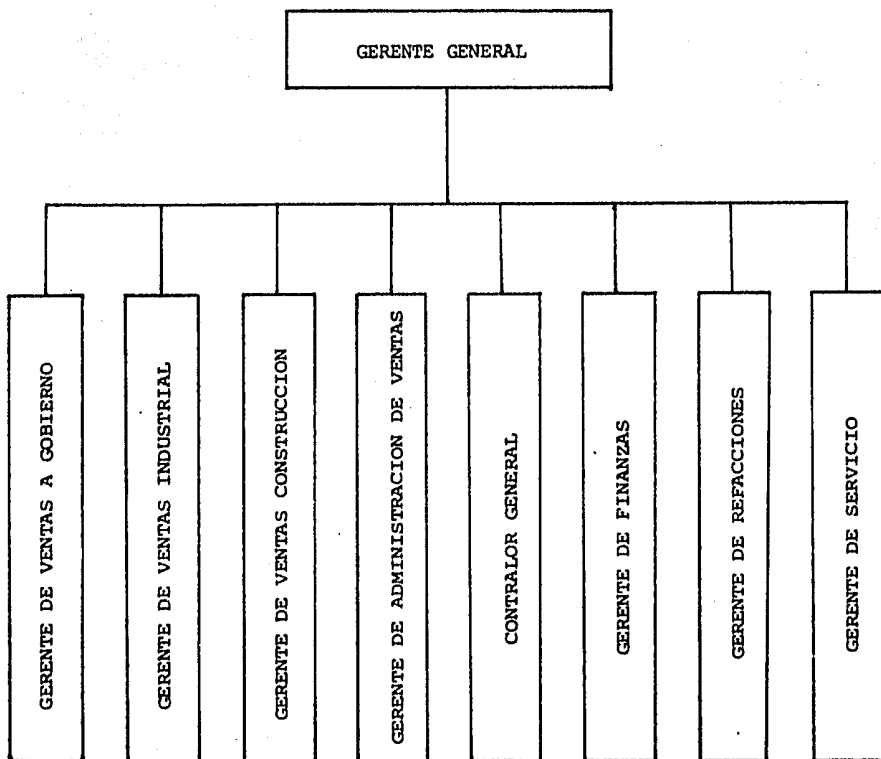 GERENTE GENERAL
GERENTE DE VENTAS A GOBIERNO
GERENTE DE VENTAS INDUSTRIAL
GERENTE DE VENTAS CONSTRUCCION
GERENTE DE ADMINISTRACION DE VENTAS
CONTRALOR GENERAL
GERENTE DE FINANZAS
GERENTE DE REFACCIONES
GERENTE DE SERVICIO